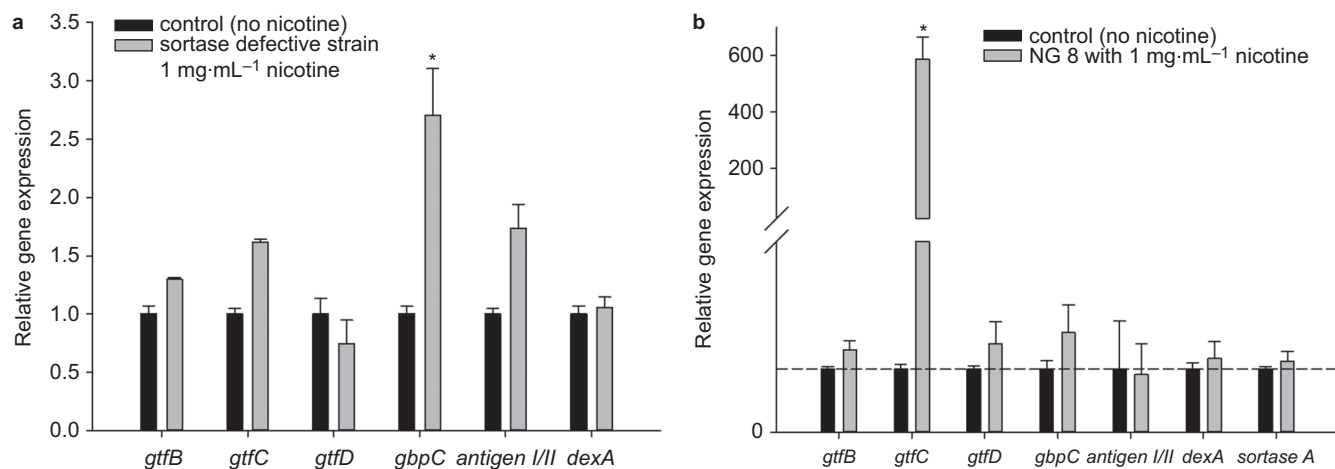 a
control (no nicotine)
sortase defective strain
1 mg·mL⁻¹ nicotine
Relative gene expression
3.5
3.0
2.5
2.0
1.5
1.0
0.5
0.0
*
gtfB gtfC gtfD gbpC antigen I/II dexA
b
control (no nicotine)
NG 8 with 1 mg·mL⁻¹ nicotine
Relative gene expression
600
400
200
0
*
gtfB gtfC gtfD gbpC antigen I/II dexA sortase A